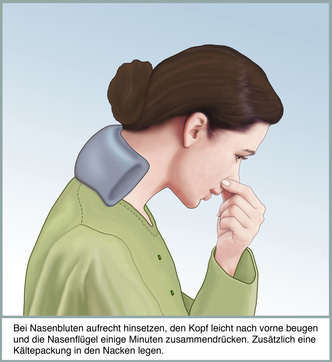 Bei Nasenbluten aufrecht hinsetzen, den Kopf leicht nach vorne beugen
und die Nasenflügel einige Minuten zusammendrücken. Zusätzlich eine
Kältepackung in den Nacken legen.